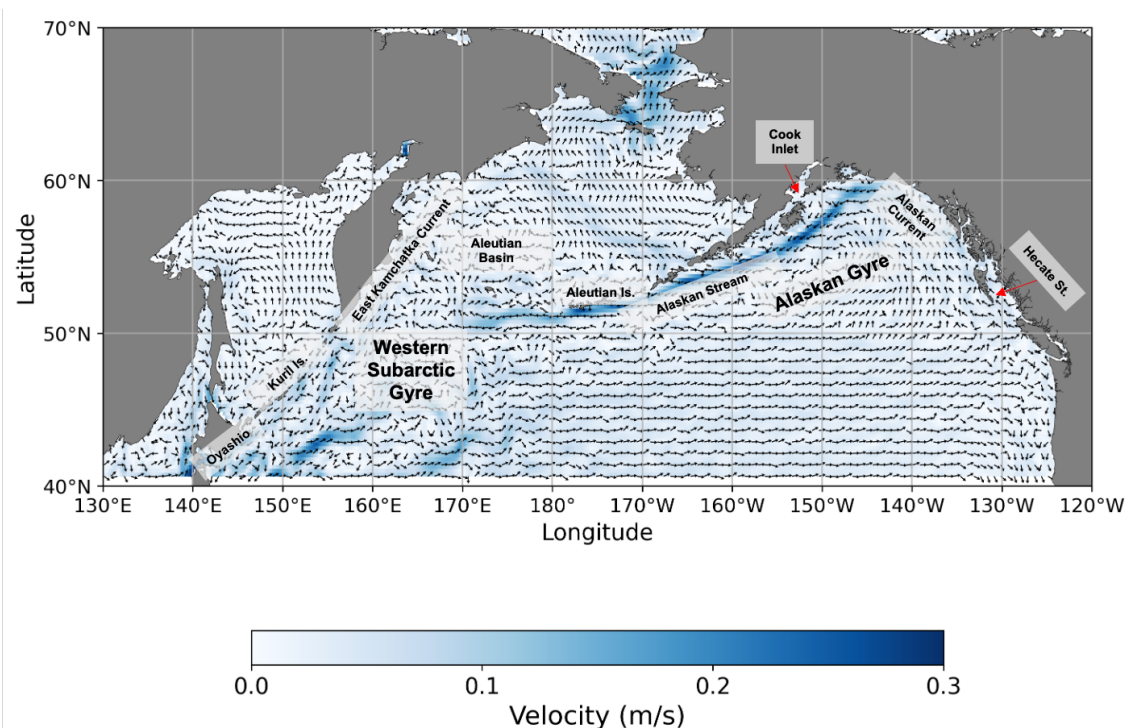 70°N
60°N
50°N
40°N
Latitude
Cook
Inlet
Alaskan
Current
Hecate St.
East Kamchatka Current
Aleutian
Basin
Aleutian Is.
Alaskan Stream
Alaskan Gyre
Western
Subarctic
Gyre
Kuril Is.
Oyashio
130°E
140°E
150°E
160°E
170°E
180°
170°W
160°W
150°W
140°W
130°W
120°W
Longitude
0.0
0.1
0.2
0.3
Velocity (m/s)